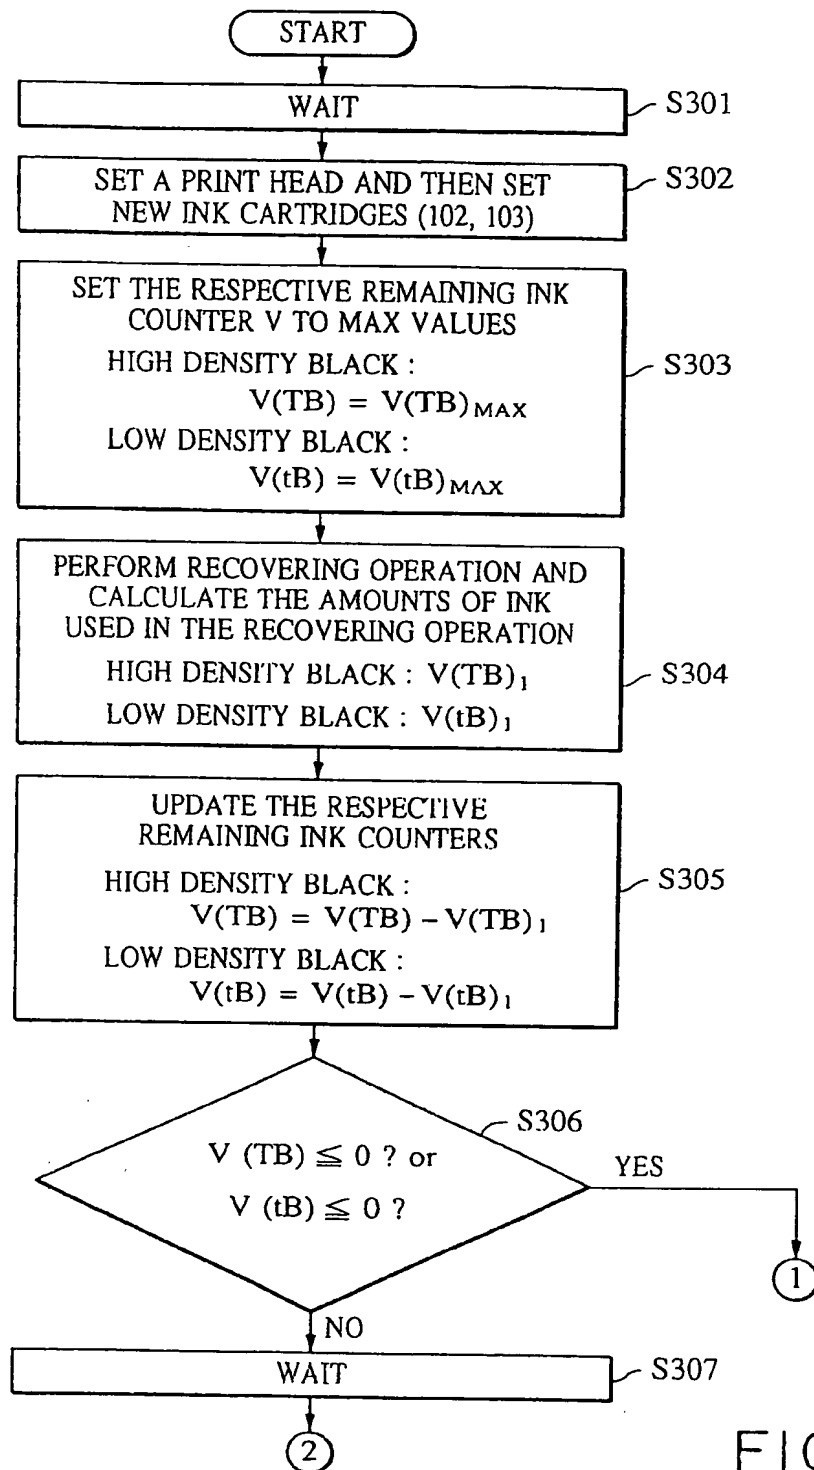 START
WAIT
S301
SET A PRINT HEAD AND THEN SET
NEW INK CARTRIDGES (102, 103)
S302
SET THE RESPECTIVE REMAINING INK
COUNTER V TO MAX VALUES
HIGH DENSITY BLACK :
V(TB) = V(TB)MAX
LOW DENSITY BLACK :
V(tB) = V(tB)MAX
S303
PERFORM RECOVERING OPERATION AND
CALCULATE THE AMOUNTS OF INK
USED IN THE RECOVERING OPERATION
HIGH DENSITY BLACK : V(TB)1
LOW DENSITY BLACK : V(tB)1
S304
UPDATE THE RESPECTIVE
REMAINING INK COUNTERS
HIGH DENSITY BLACK :
V(TB) = V(TB) – V(TB)1
LOW DENSITY BLACK :
V(tB) = V(tB) – V(tB)1
S305
S306
V (TB) ≦ 0 ? or
V (tB) ≦ 0 ?
YES
1
NO
WAIT
S307
2